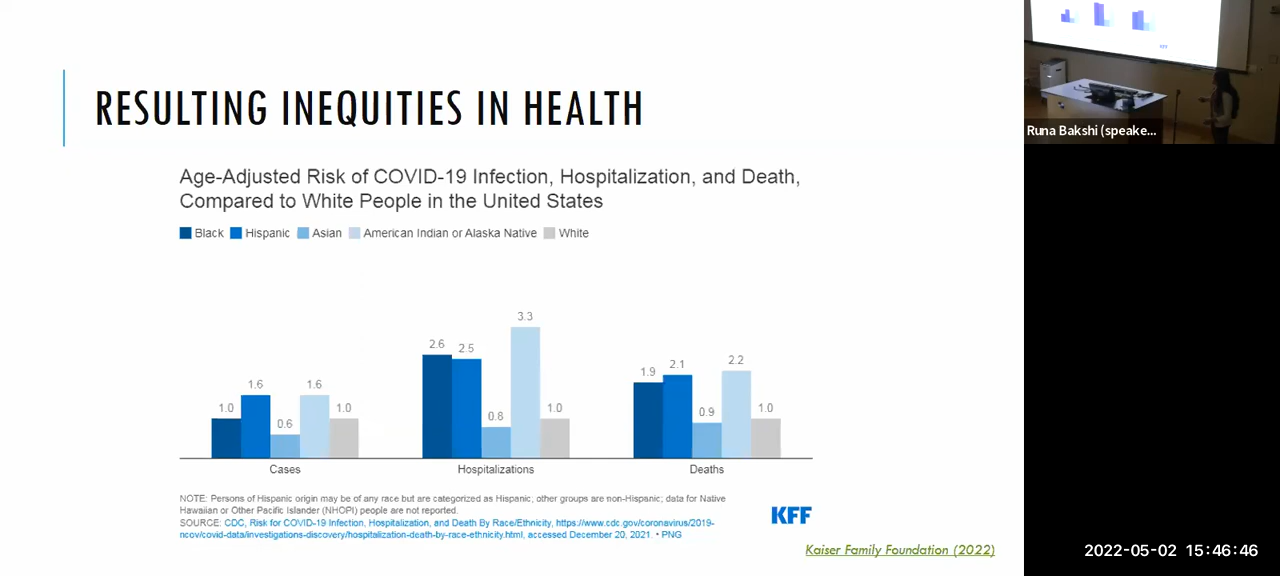 RESULTING INEQUITIES IN HEALTH
Age-Adjusted Risk of COVID-19 Infection, Hospitalization, and Death,
Compared to White People in the United States
Black Hispanic Asian American Indian or Alaska Native White
1.0 1.6 0.6 1.6 1.0
2.6 2.5 0.8 3.3 1.0
1.9 2.1 0.9 2.2 1.0
Cases Hospitalizations Deaths
NOTE: Persons of Hispanic origin may be of any race but are categorized as Hispanic; other groups are non-Hispanic; data for Native
Hawaiian or Other Pacific Islander (NHOPI) people are not reported.
SOURCE: CDC, Risk for COVID-19 Infection, Hospitalization, and Death By Race/Ethnicity, https://www.cdc.gov/coronavirus/2019-
ncov/covid-data/investigations-discovery/hospitalization-death-by-race-ethnicity.html, accessed December 20, 2021. • PNG
KFF
Kaiser Family Foundation (2022)
Runa Bakshi (speake...
KFF
2022-05-02 15:46:46